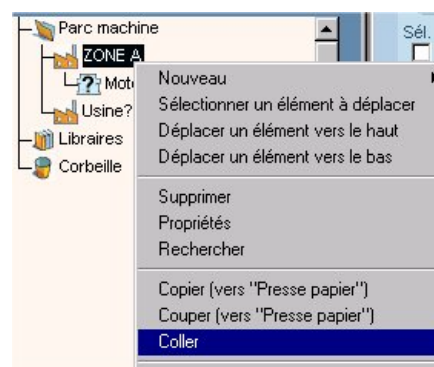 Parc machine
ZONE A
Mot
Usine?
Libraires
Corbeille
Sél.
Nouveau
Sélectionner un élément à déplacer
Déplacer un élément vers le haut
Déplacer un élément vers le bas
Supprimer
Propriétés
Rechercher
Copier (vers "Presse papier")
Couper (vers "Presse papier")
Coller